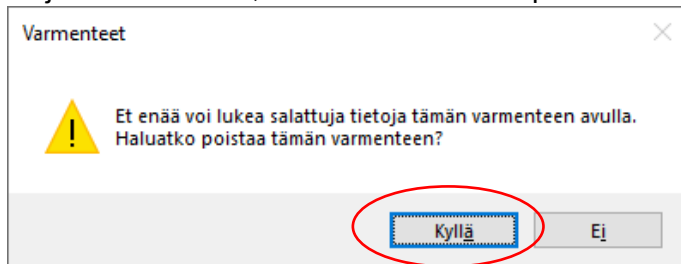 Varmenteet
Et enää voi lukea salattuja tietoja tämän varmenteen avulla.
Haluatko poistaa tämän varmenteen?
Kyllä
Ei